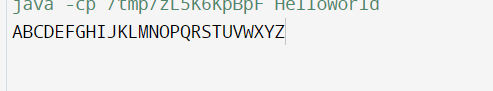 java -cp /tmp/zL5K6KpBpF HelloWorld
ABCDEFGHIJKLMNOPQRSTUVWXYZ